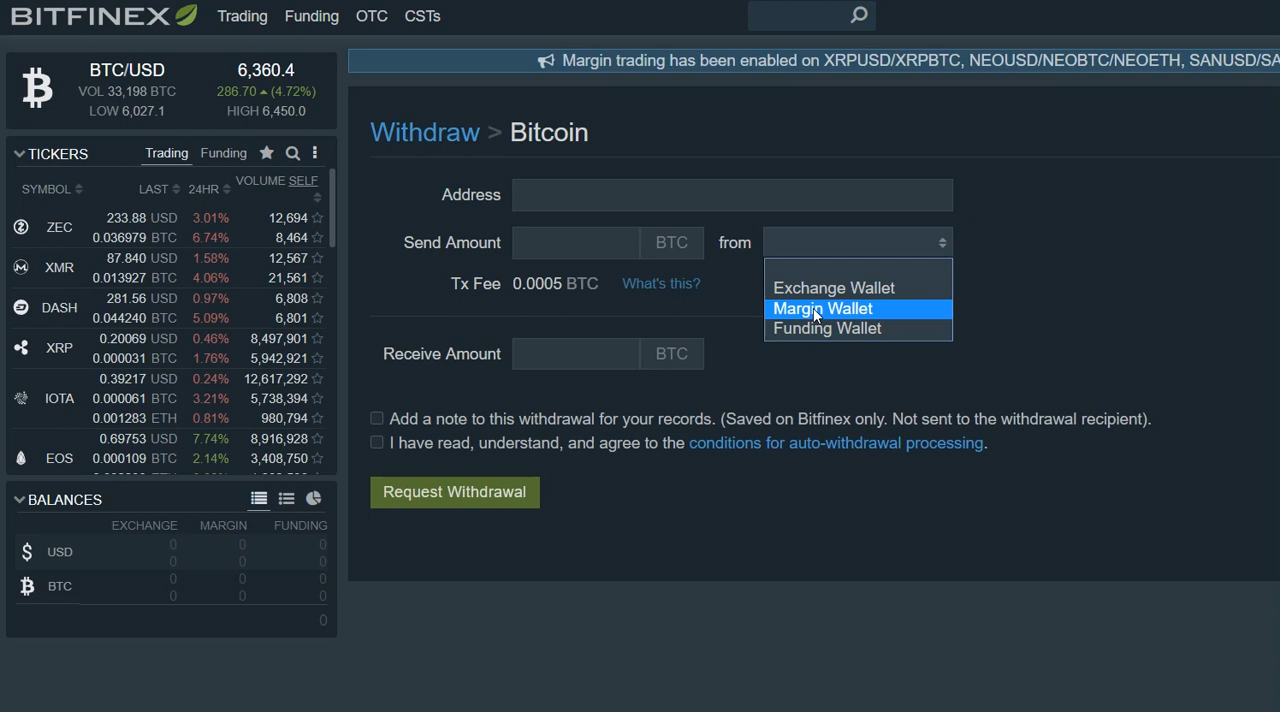 BITFINEX Trading Funding OTC CSTs
BTC/USD 6,360.4
VOL 33,198 BTC 286.70 (4.72%)
LOW 6,027.1 HIGH 6,450.0
Margin trading has been enabled on XRPUSD/XRPBTC, NEOUSD/NEOBTC/NEOETH, SANUSD/SA
TICKERS Trading Funding
SYMBOL LAST 24HR VOLUME SELF
ZEC 233.88 USD 3.01% 12,694
0.036979 BTC 6.74% 8,464
XMR 87.840 USD 1.58% 12,567
0.013927 BTC 4.06% 21,561
DASH 281.56 USD 0.97% 6,808
0.044240 BTC 5.09% 6,801
XRP 0.20069 USD 0.46% 8,497,901
0.000031 BTC 1.76% 5,942,921
IOTA 0.39217 USD 0.24% 12,617,292
0.000061 BTC 3.21% 5,738,394
0.001283 ETH 0.81% 980,794
EOS 0.69753 USD 7.74% 8,916,928
0.000109 BTC 2.14% 3,408,750
BALANCES
EXCHANGE MARGIN FUNDING
$ USD 0 0 0
0 0 0
BTC 0 0 0
0 0 0
0
Withdraw > Bitcoin
Address
Send Amount BTC from
Exchange Wallet
Margin Wallet
Funding Wallet
Tx Fee 0.0005 BTC What's this?
Receive Amount BTC
Add a note to this withdrawal for your records. (Saved on Bitfinex only. Not sent to the withdrawal recipient).
I have read, understand, and agree to the conditions for auto-withdrawal processing.
Request Withdrawal